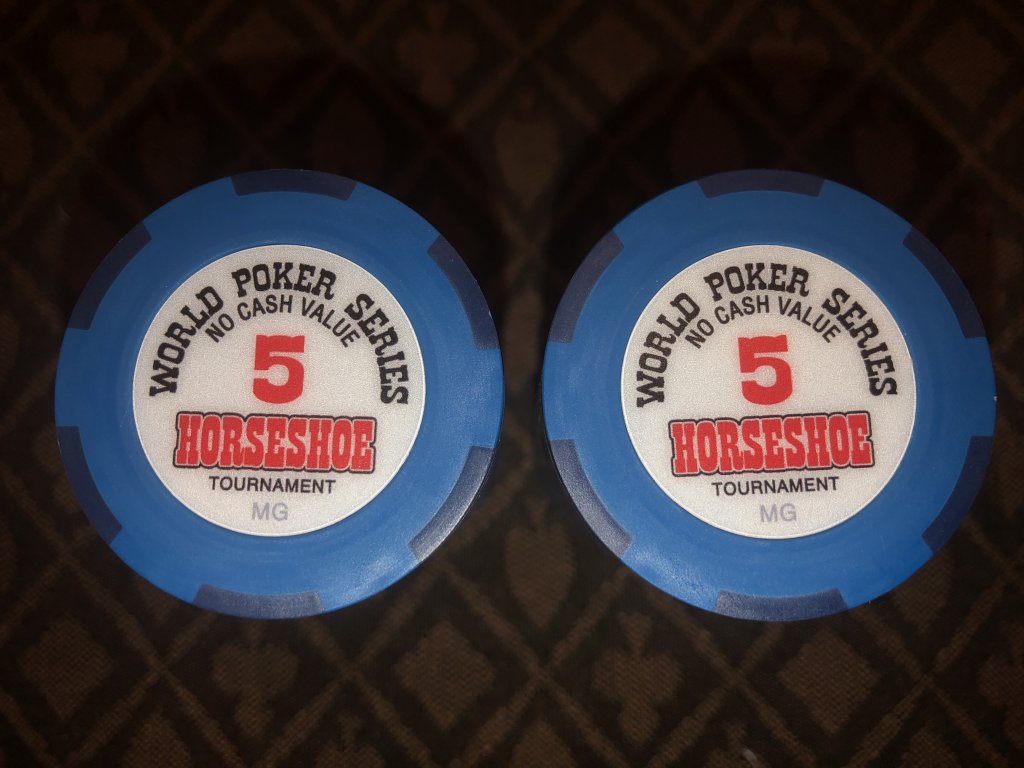 WORLD POKER SERIES
NO CASH VALUE
5
HORSESHOE
TOURNAMENT
MG
WORLD POKER SERIES
NO CASH VALUE
5
HORSESHOE
TOURNAMENT
MG